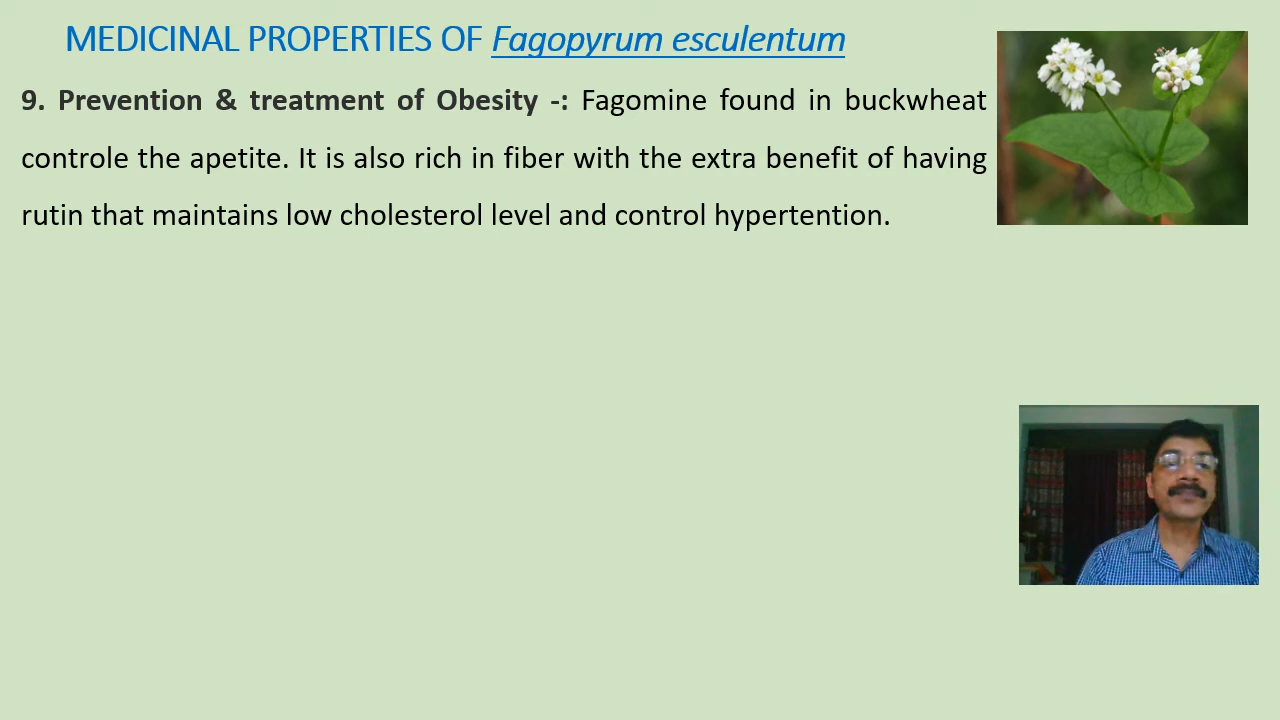 MEDICINAL PROPERTIES OF Fagopyrum esculentum
9. Prevention & treatment of Obesity -: Fagomine found in buckwheat
controle the apetite. It is also rich in fiber with the extra benefit of having
rutin that maintains low cholesterol level and control hypertention.